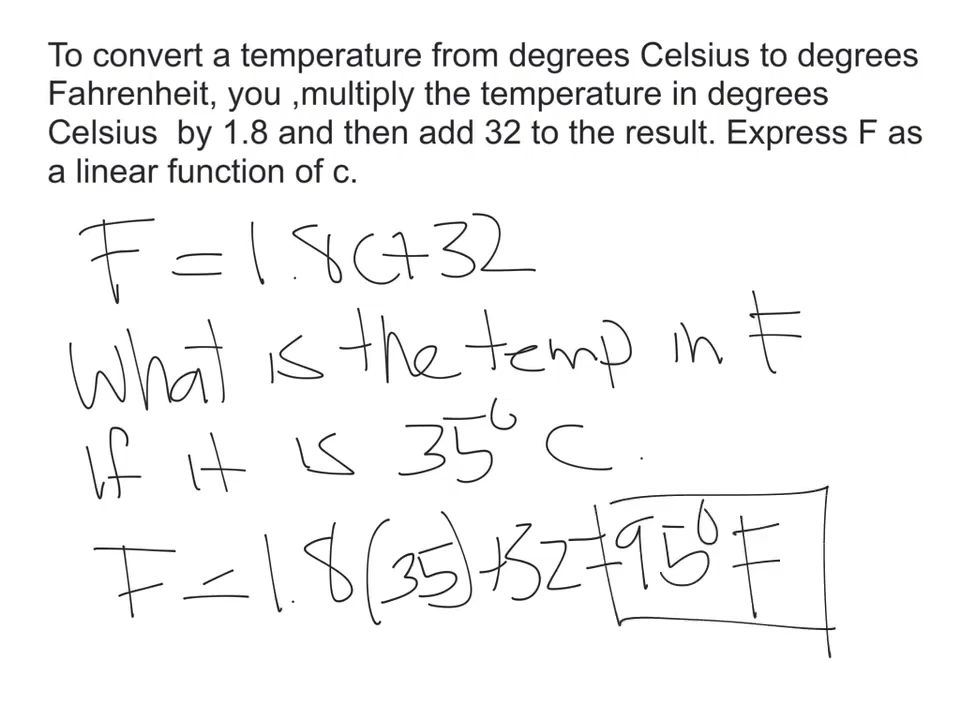 To convert a temperature from degrees Celsius to degrees
Fahrenheit, you ,multiply the temperature in degrees
Celsius  by 1.8 and then add 32 to the result. Express F as
a linear function of c.
F = 1.8c+32
What is the temp in F
if it is 35° C.
F = 1.8(35)+32=95° F